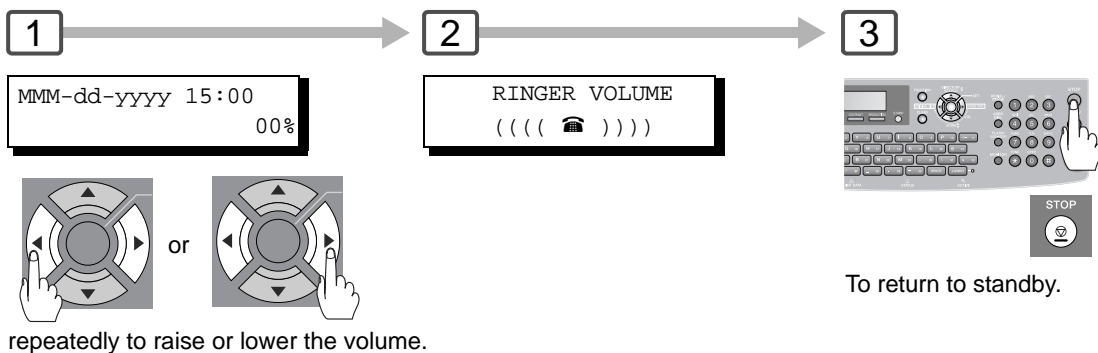 1
2
3
MMM-dd-yyyy 15:00
00%
RINGER VOLUME
(((( ☎ ))))
or
STOP
STOP
To return to standby.
repeatedly to raise or lower the volume.